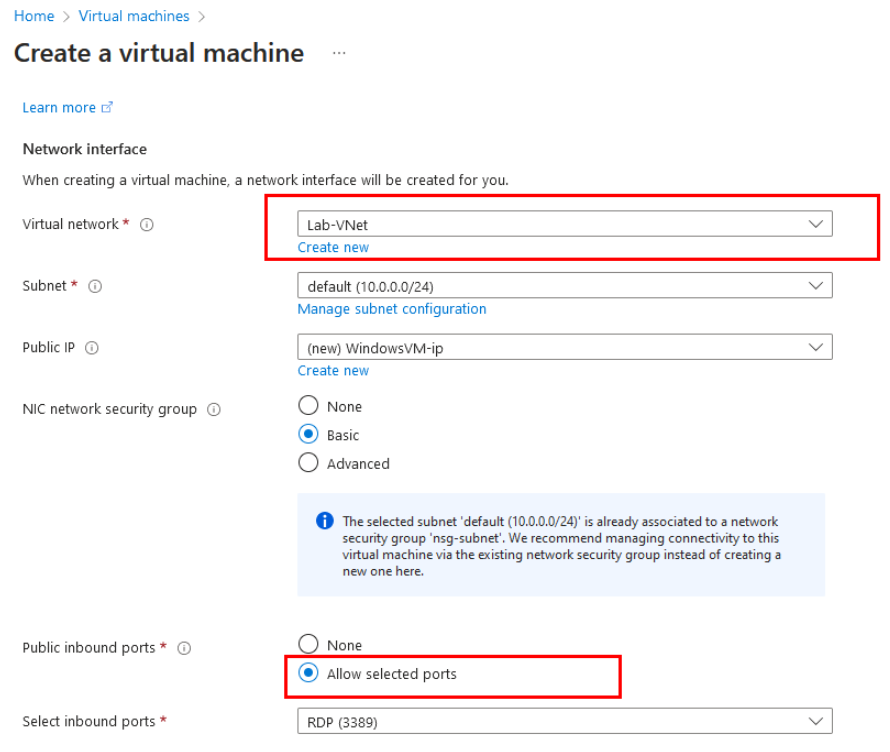 Home > Virtual machines >
Create a virtual machine ...
Learn more
Network interface
When creating a virtual machine, a network interface will be created for you.
Virtual network *
Lab-VNet
Create new
Subnet *
default (10.0.0.0/24)
Manage subnet configuration
Public IP
(new) WindowsVM-ip
Create new
NIC network security group
None
Basic
Advanced
The selected subnet 'default (10.0.0.0/24)' is already associated to a network
security group 'nsg-subnet'. We recommend managing connectivity to this
virtual machine via the existing network security group instead of creating a
new one here.
Public inbound ports *
None
Allow selected ports
Select inbound ports *
RDP (3389)